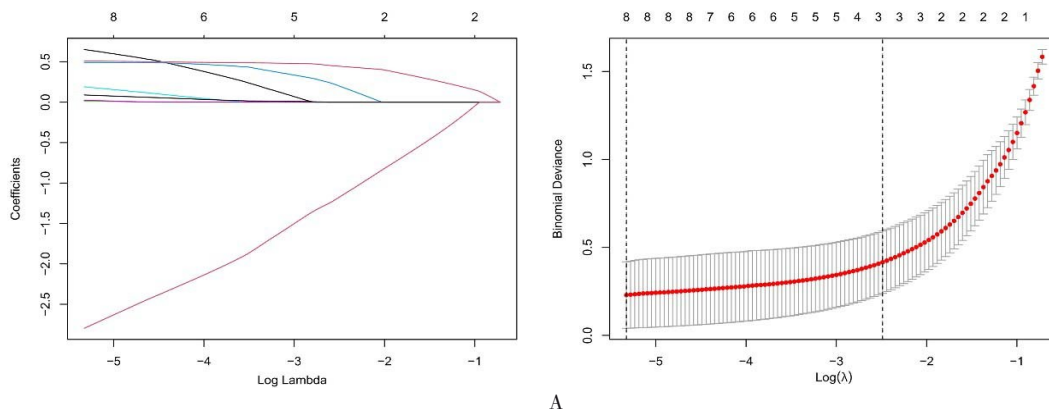 8 6 5 2 2
Coefficients
0.5
0.0
−0.5
−1.0
−1.5
−2.0
−2.5
−5 −4 −3 −2 −1
Log Lambda
8 8 8 8 7 6 6 6 5 5 5 4 3 3 3 2 2 2 2 1
Binomial Deviance
1.5
1.0
0.5
0.0
−5 −4 −3 −2 −1
Log(λ)
A